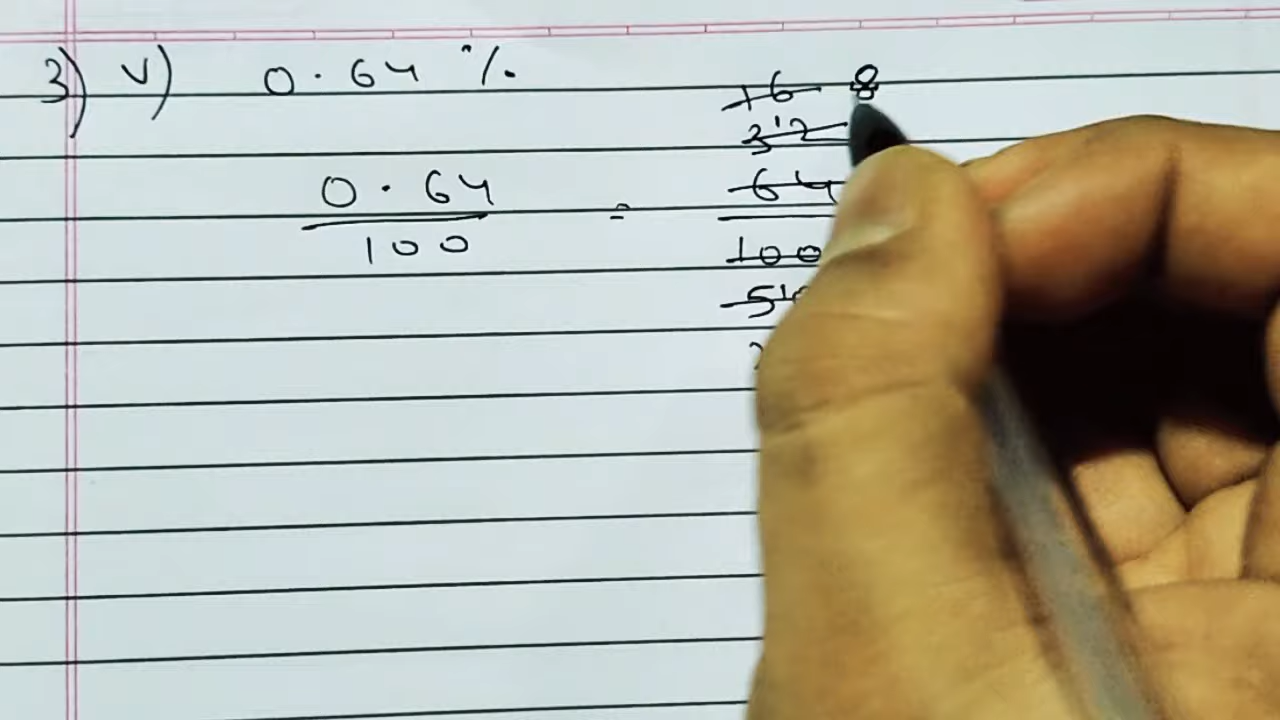 3) v) 0.64 %
16 8
32
0.64 = 64
100 100